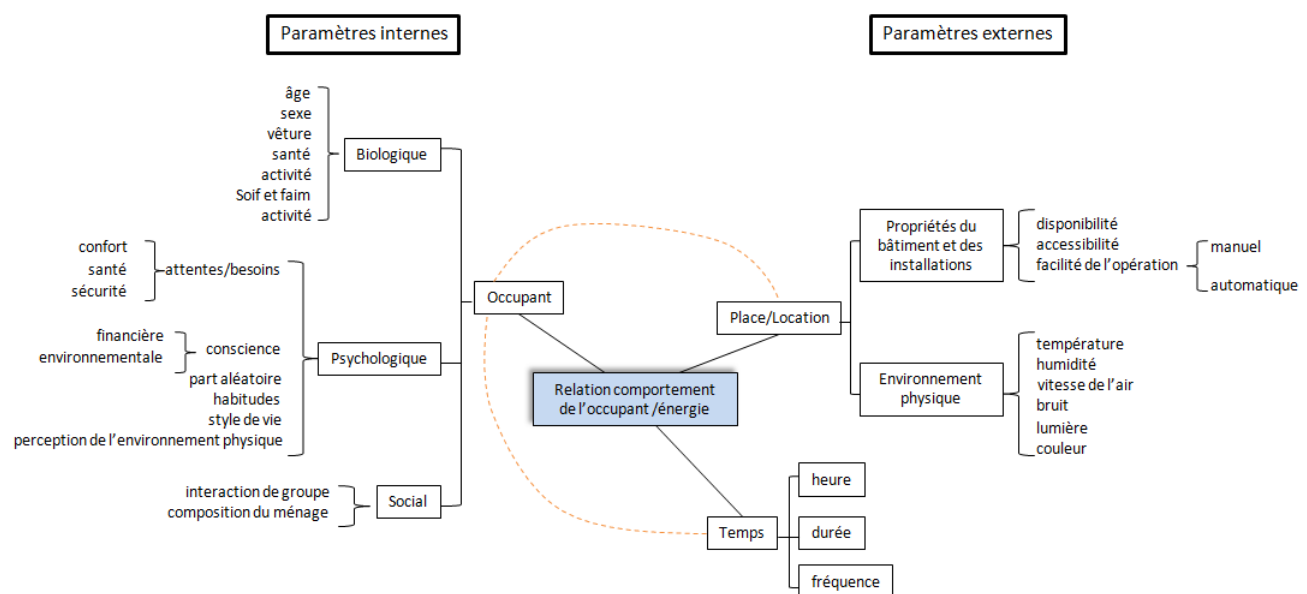 Paramètres internes
Paramètres externes
âge
sexe
vêture
santé
activité
Soif et faim
activité
Biologique
confort
santé
sécurité
attentes/besoins
financière
environnementale
conscience
part aléatoire
habitudes
style de vie
perception de l'environnement physique
Psychologique
interaction de groupe
composition du ménage
Social
Occupant
Relation comportement
de l'occupant /énergie
Place/Location
Propriétés du
bâtiment et des
installations
disponibilité
accessibilité
facilité de l'opération
manuel
automatique
Environnement
physique
température
humidité
vitesse de l'air
bruit
lumière
couleur
Temps
heure
durée
fréquence